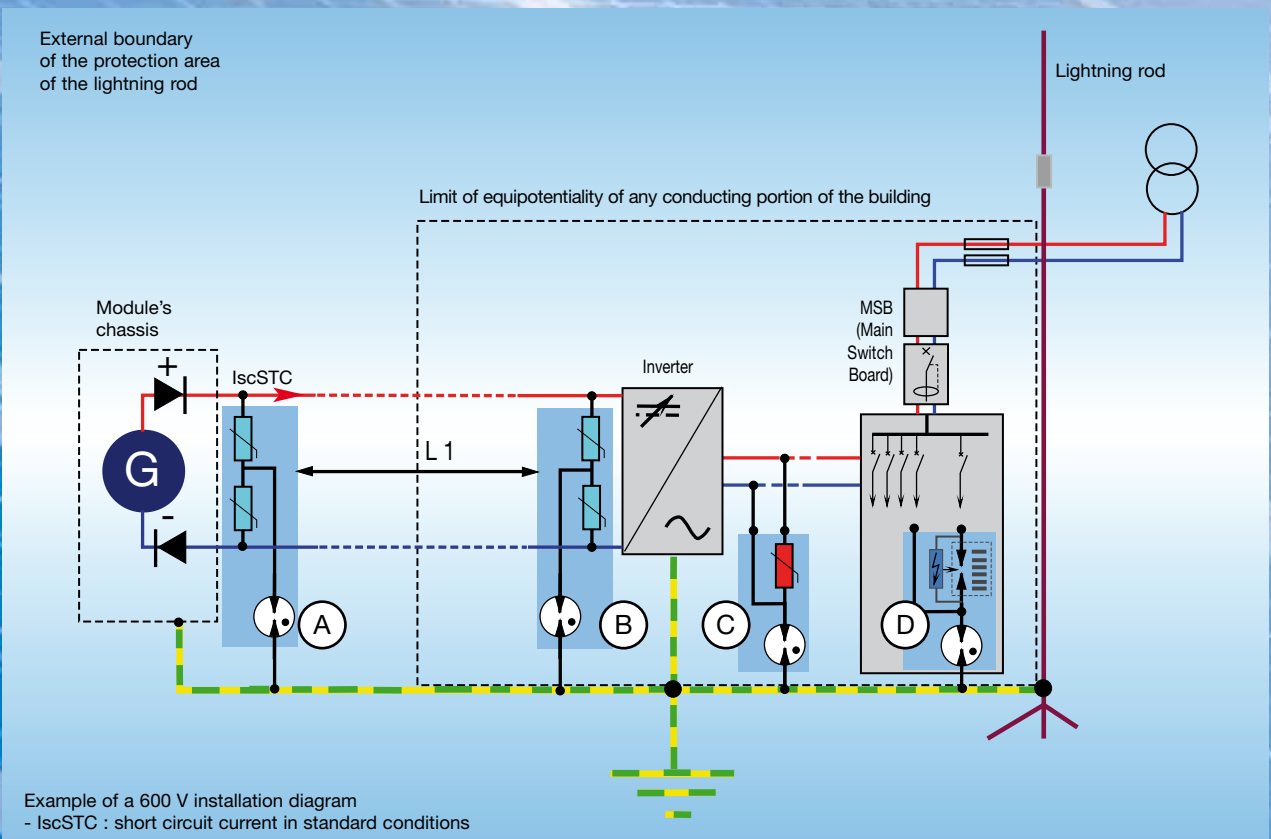 External boundary
of the protection area
of the lightning rod
Lightning rod
Limit of equipotentiality of any conducting portion of the building
Module's
chassis
MSB
(Main
Switch
Board)
Inverter
+
IscSTC
G
L 1
-
A
B
C
D
Example of a 600 V installation diagram
- IscSTC : short circuit current in standard conditions